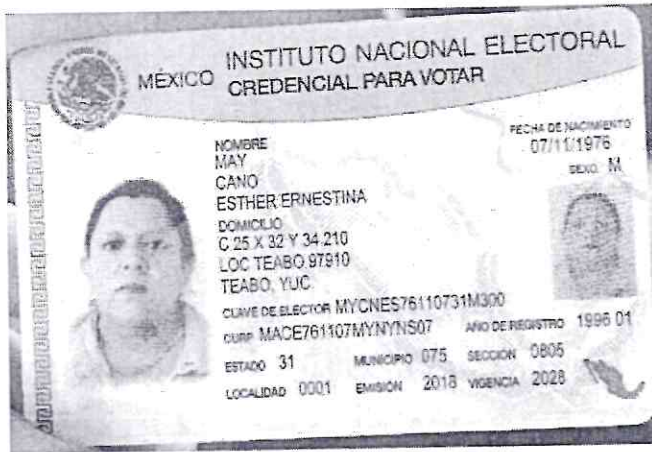 MÉXICO INSTITUTO NACIONAL ELECTORAL
CREDENCIAL PARA VOTAR
NOMBRE
MAY
CANO
ESTHER ERNESTINA
FECHA DE NACIMIENTO
07/11/1976
SEXO M
DOMICILIO
C 25 X 32 Y 34 210
LOC TEABO 97910
TEABO, YUC.
CLAVE DE ELECTOR MYCNES76110731M300
CURP MACE761107MYNYNS07 AÑO DE REGISTRO 1996 01
ESTADO 31 MUNICIPIO 075 SECCIÓN 0805
LOCALIDAD 0001 EMISIÓN 2018 VIGENCIA 2028